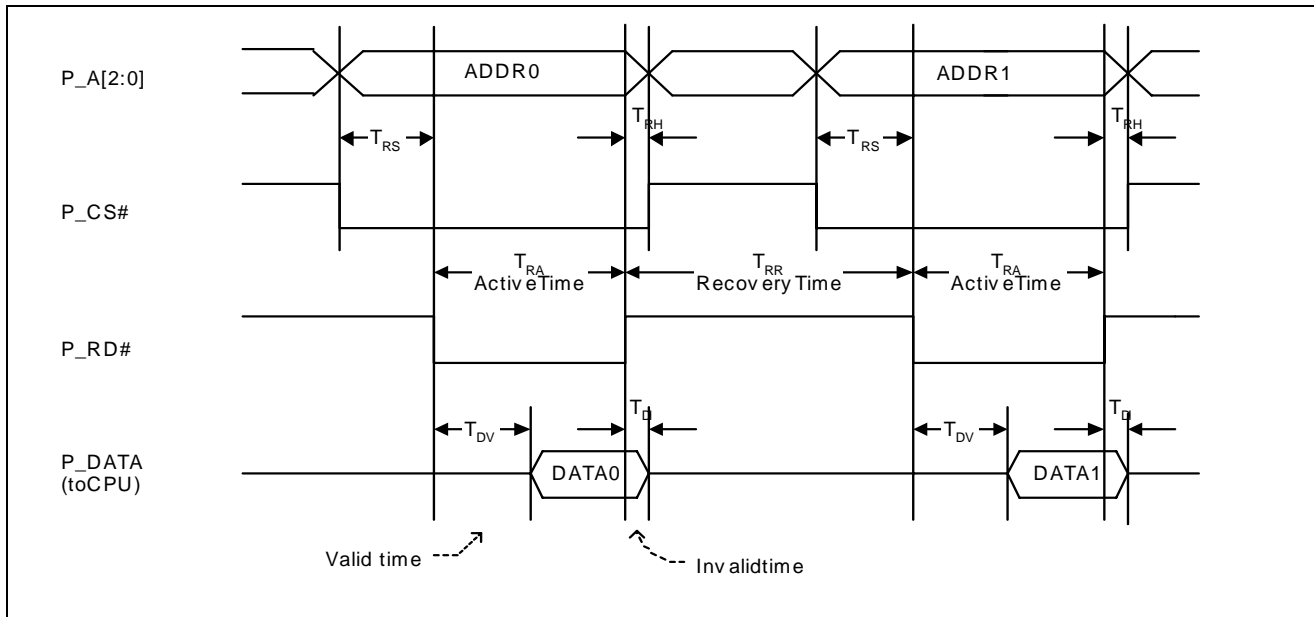 P_A[2:0]
ADDR0
ADDR1
TRS
TRH
TRS
TRH
P_CS#
TRA
ActiveTime
TRR
Recovery Time
TRA
ActiveTime
P_RD#
TDV
TDI
TDV
TDI
P_DATA
(toCPU)
DATA0
DATA1
Valid time
Invalidtime